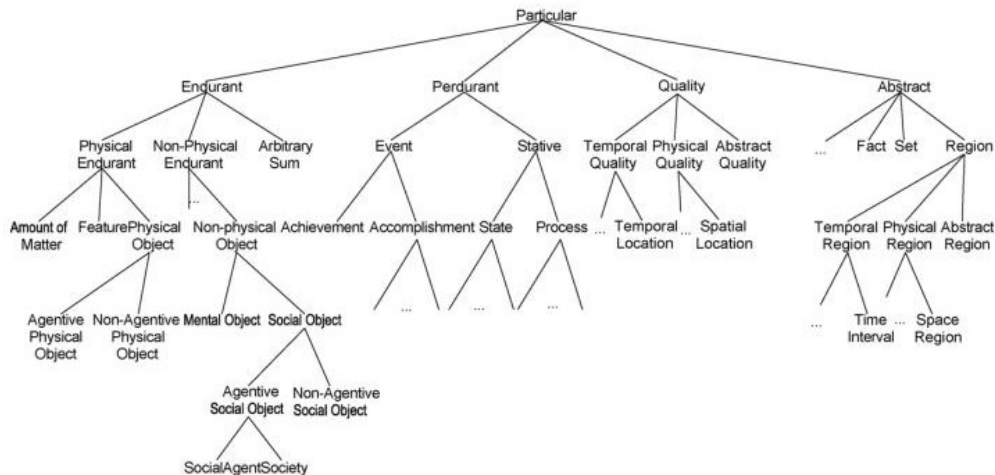 Particular
Endurant Perdurant Quality Abstract
Physical Non-Physical Arbitrary Event Stative Temporal Physical Abstract ... Fact Set Region
Endurant Endurant Sum Quality Quality Quality
...
Amount of Feature Physical Non-physical Achievement Accomplishment State Process ... Temporal ... Spatial Temporal Physical Abstract
Matter Object Object Location Location Region Region Region
... ... ...
Agentive Non-Agentive Mental Object Social Object ... Time ... Space
Physical Physical Interval Region
Object Object
Agentive Non-Agentive
Social Object Social Object
SocialAgent Society